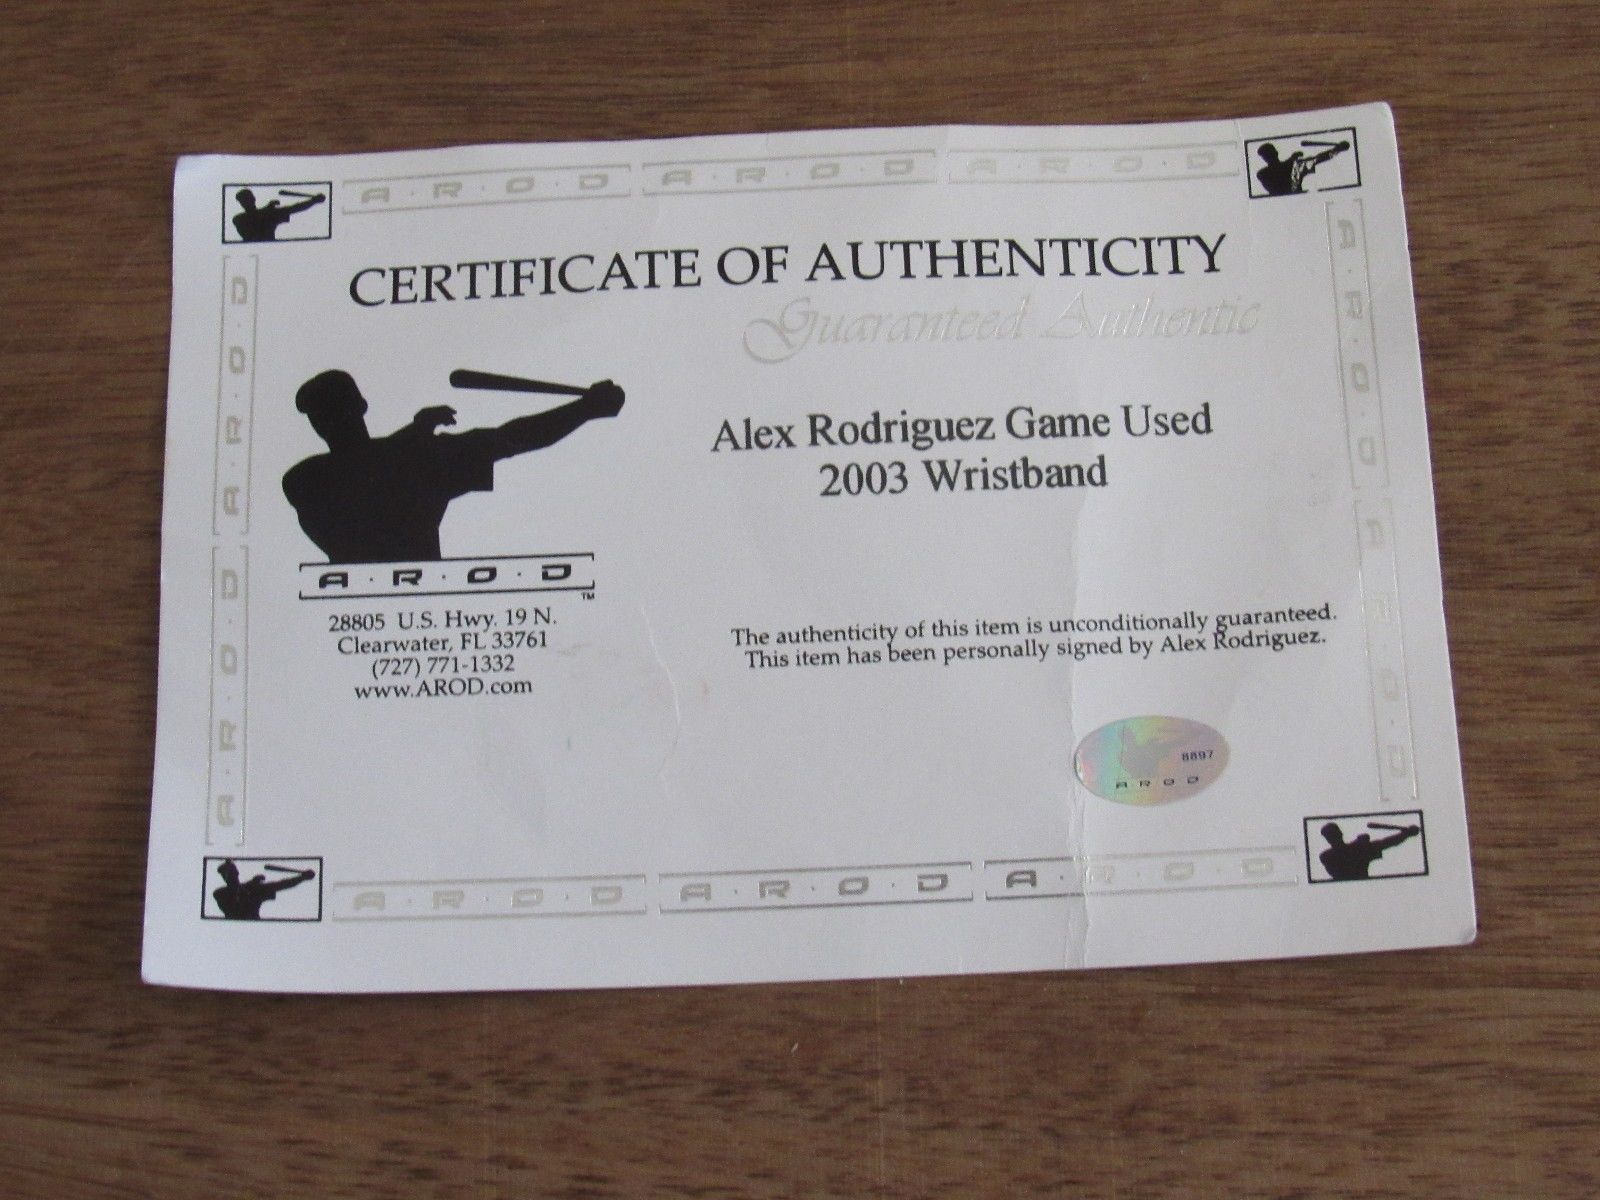 A·R·O·D A·R·O·D A·R·O·D
CERTIFICATE OF AUTHENTICITY
Guaranteed Authentic
Alex Rodriguez Game Used
2003 Wristband
A·R·O·D™
28805 U.S. Hwy. 19 N.
Clearwater, FL 33761
(727) 771-1332
www.AROD.com
The authenticity of this item is unconditionally guaranteed.
This item has been personally signed by Alex Rodriguez.
8897
AROD
A·R·O·D A·R·O·D
A·R·O·D A·R·O·D
A·R·O·D A·R·O·D A·R·O·D